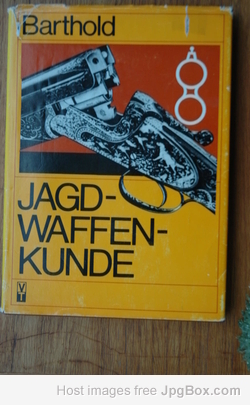 Barthold
JAGD-
WAFFEN-
KUNDE
VT
Host images free JpgBox.com